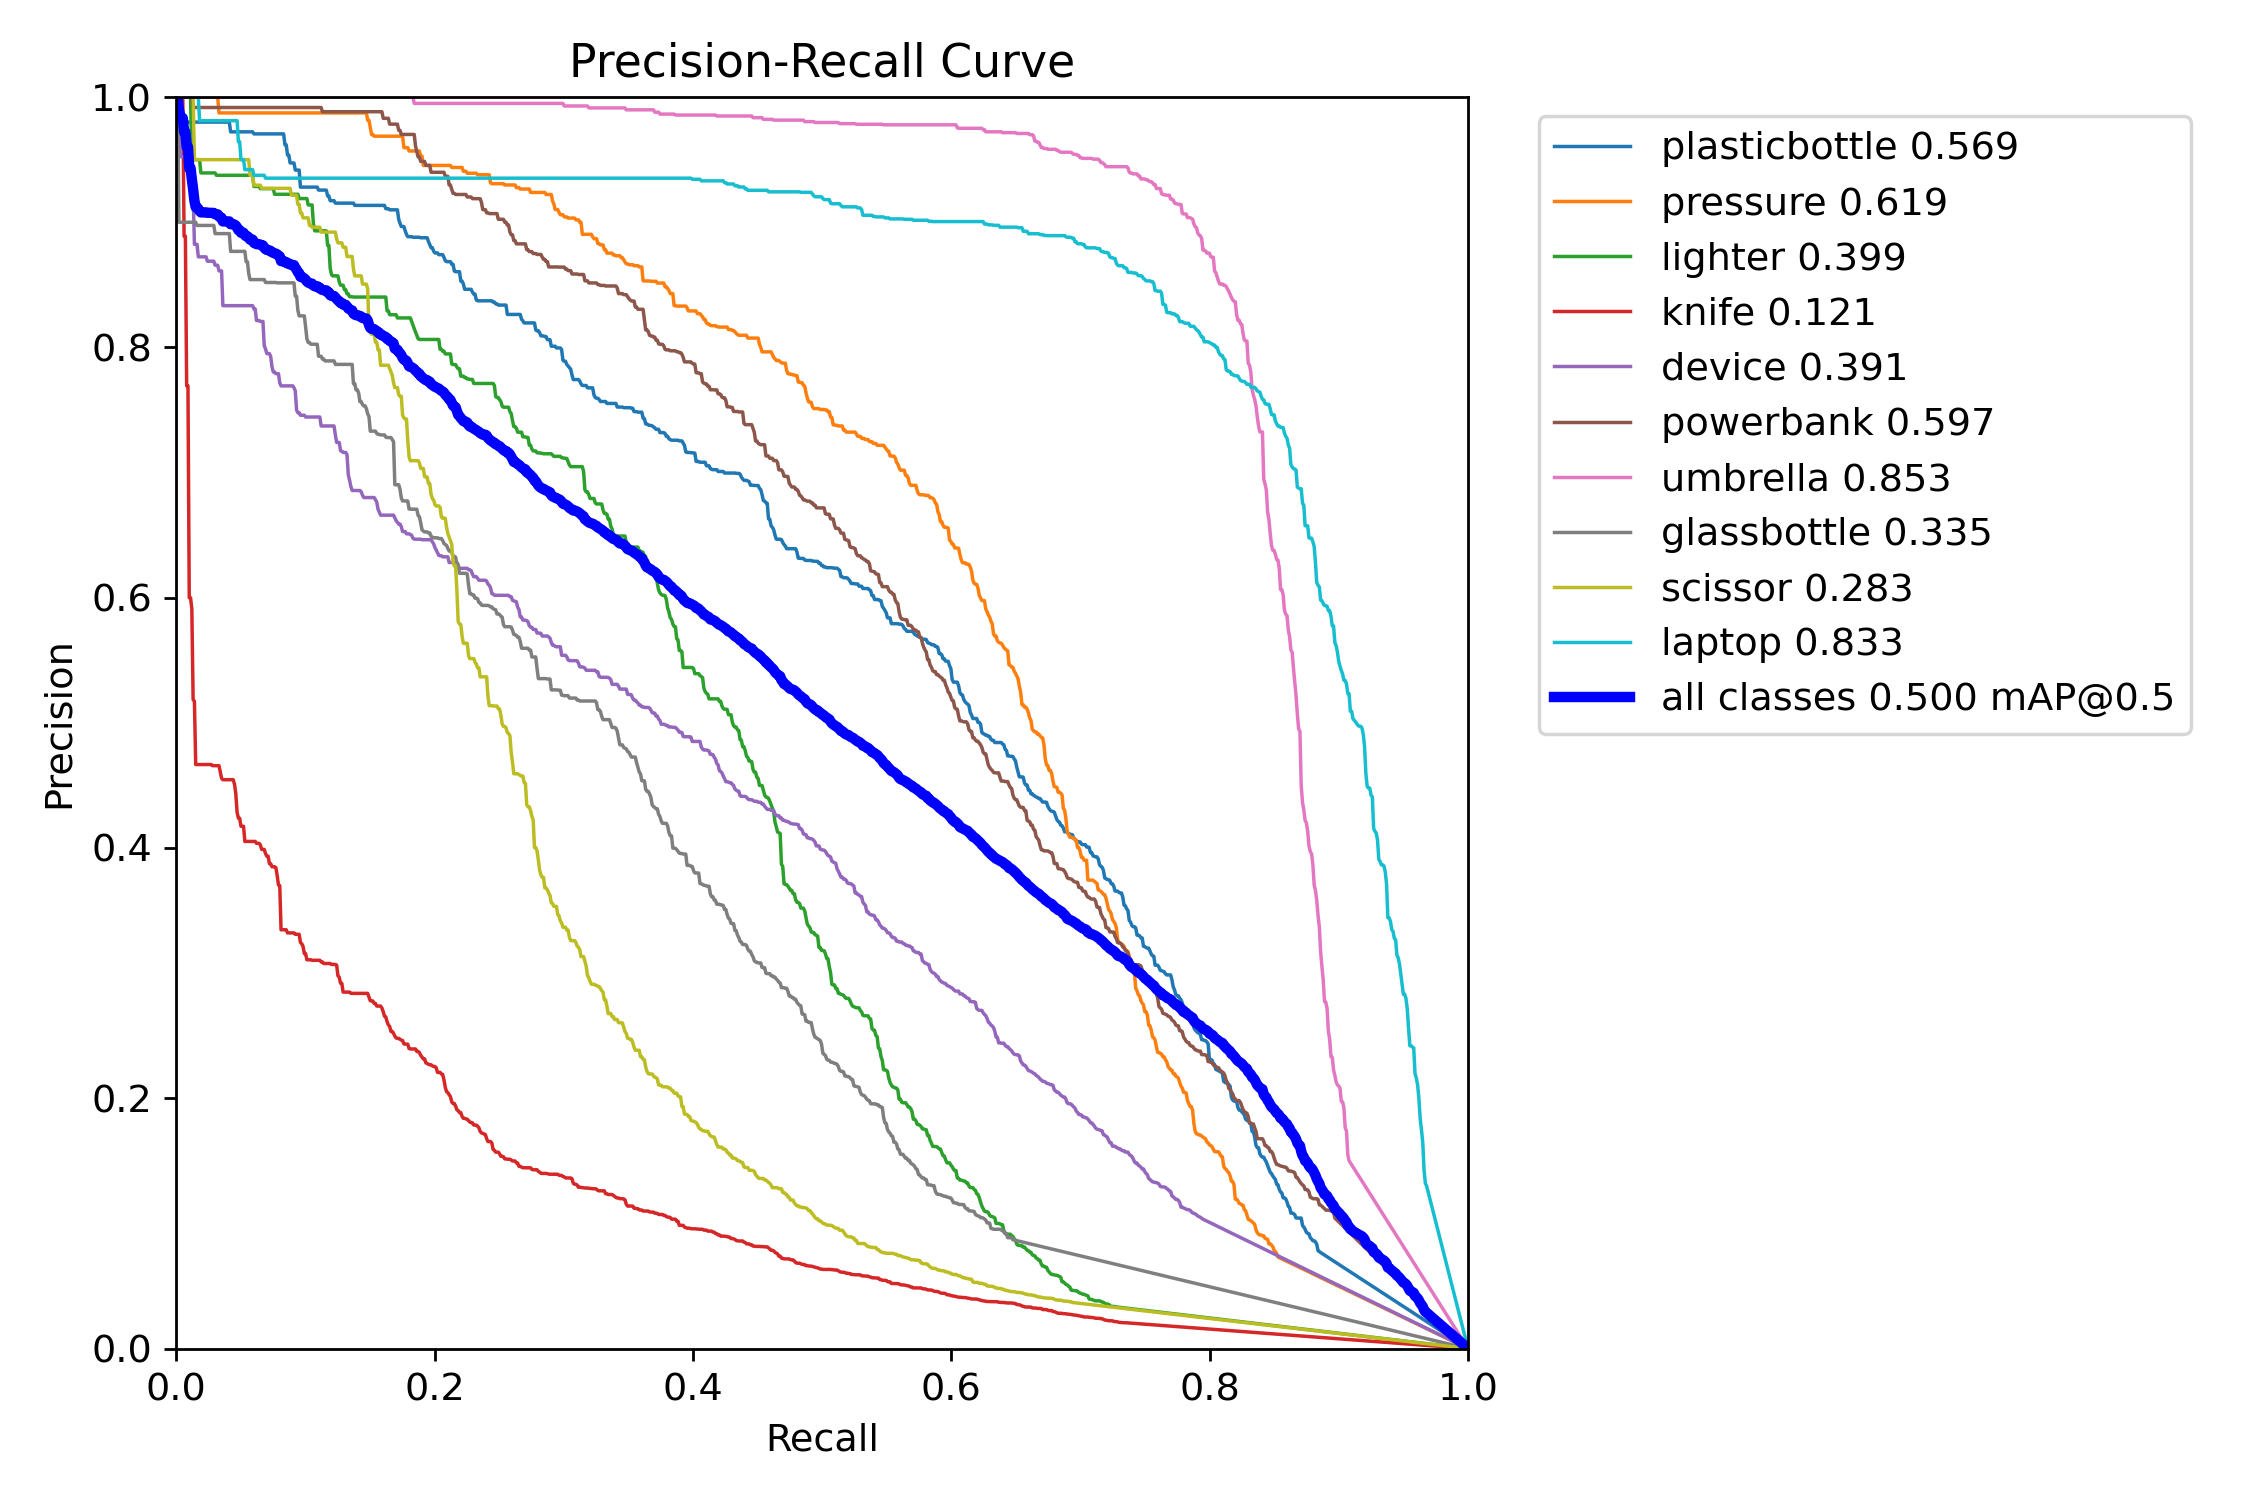 Precision-Recall Curve
1.0
0.8
0.6
0.4
0.2
0.0
Precision
0.0 0.2 0.4 0.6 0.8 1.0
Recall
plasticbottle 0.569
pressure 0.619
lighter 0.399
knife 0.121
device 0.391
powerbank 0.597
umbrella 0.853
glassbottle 0.335
scissor 0.283
laptop 0.833
all classes 0.500 mAP@0.5